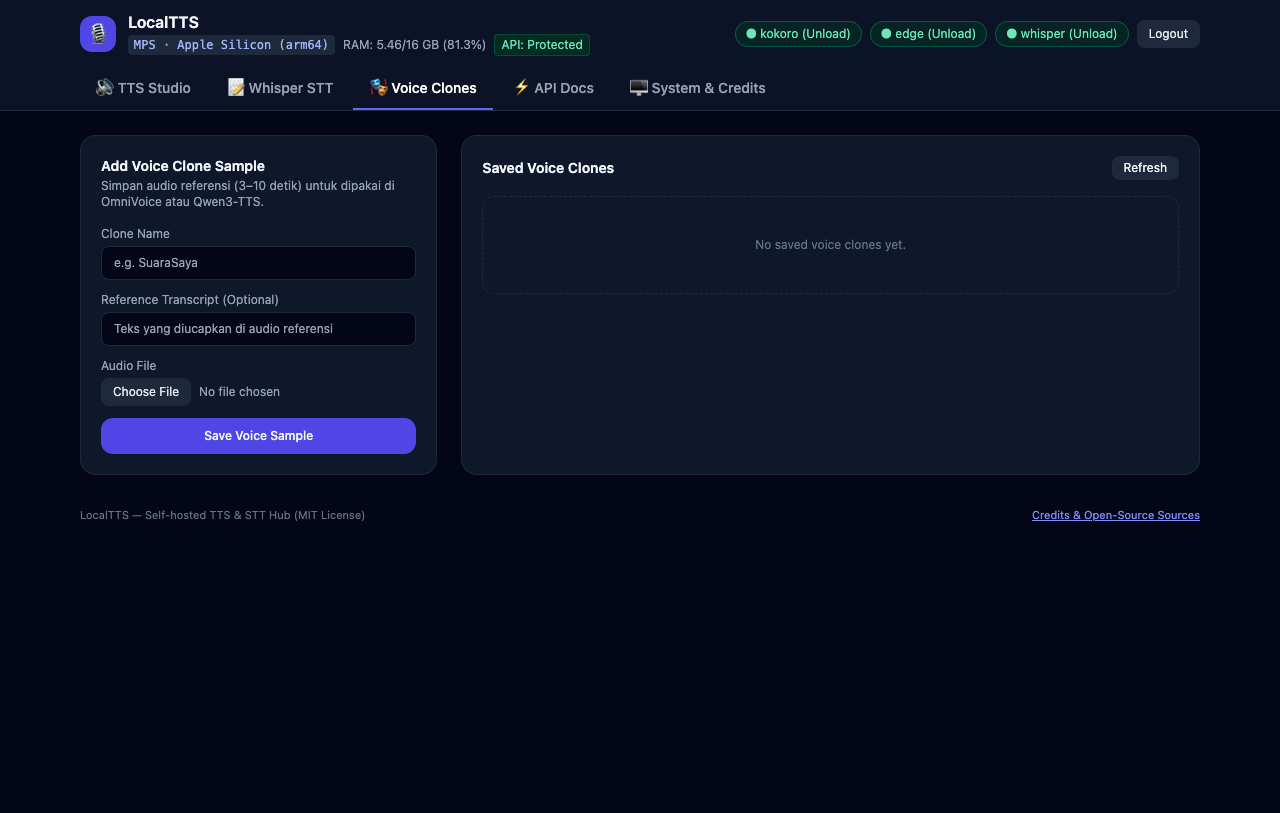 LocalTTS
MPS · Apple Silicon (arm64) RAM: 5.46/16 GB (81.3%) API: Protected
kokoro (Unload) edge (Unload) whisper (Unload) Logout
TTS Studio Whisper STT Voice Clones API Docs System & Credits
Add Voice Clone Sample
Simpan audio referensi (3–10 detik) untuk dipakai di
OmniVoice atau Qwen3-TTS.
Clone Name
e.g. SuaraSaya
Reference Transcript (Optional)
Teks yang diucapkan di audio referensi
Audio File
Choose File No file chosen
Save Voice Sample
Saved Voice Clones
Refresh
No saved voice clones yet.
LocalTTS — Self-hosted TTS & STT Hub (MIT License)
Credits & Open-Source Sources